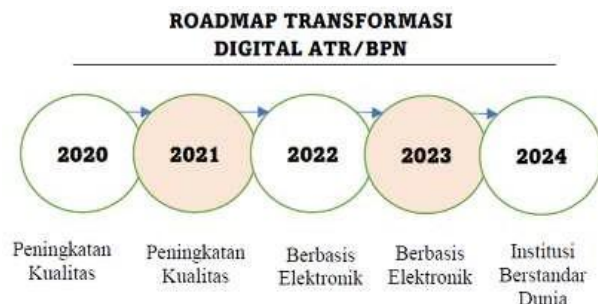 ROADMAP TRANSFORMASI
DIGITAL ATR/BPN
2020
2021
2022
2023
2024
Peningkatan
Kualitas
Peningkatan
Kualitas
Berbasis
Elektronik
Berbasis
Elektronik
Institusi
Berstandar
Dunia